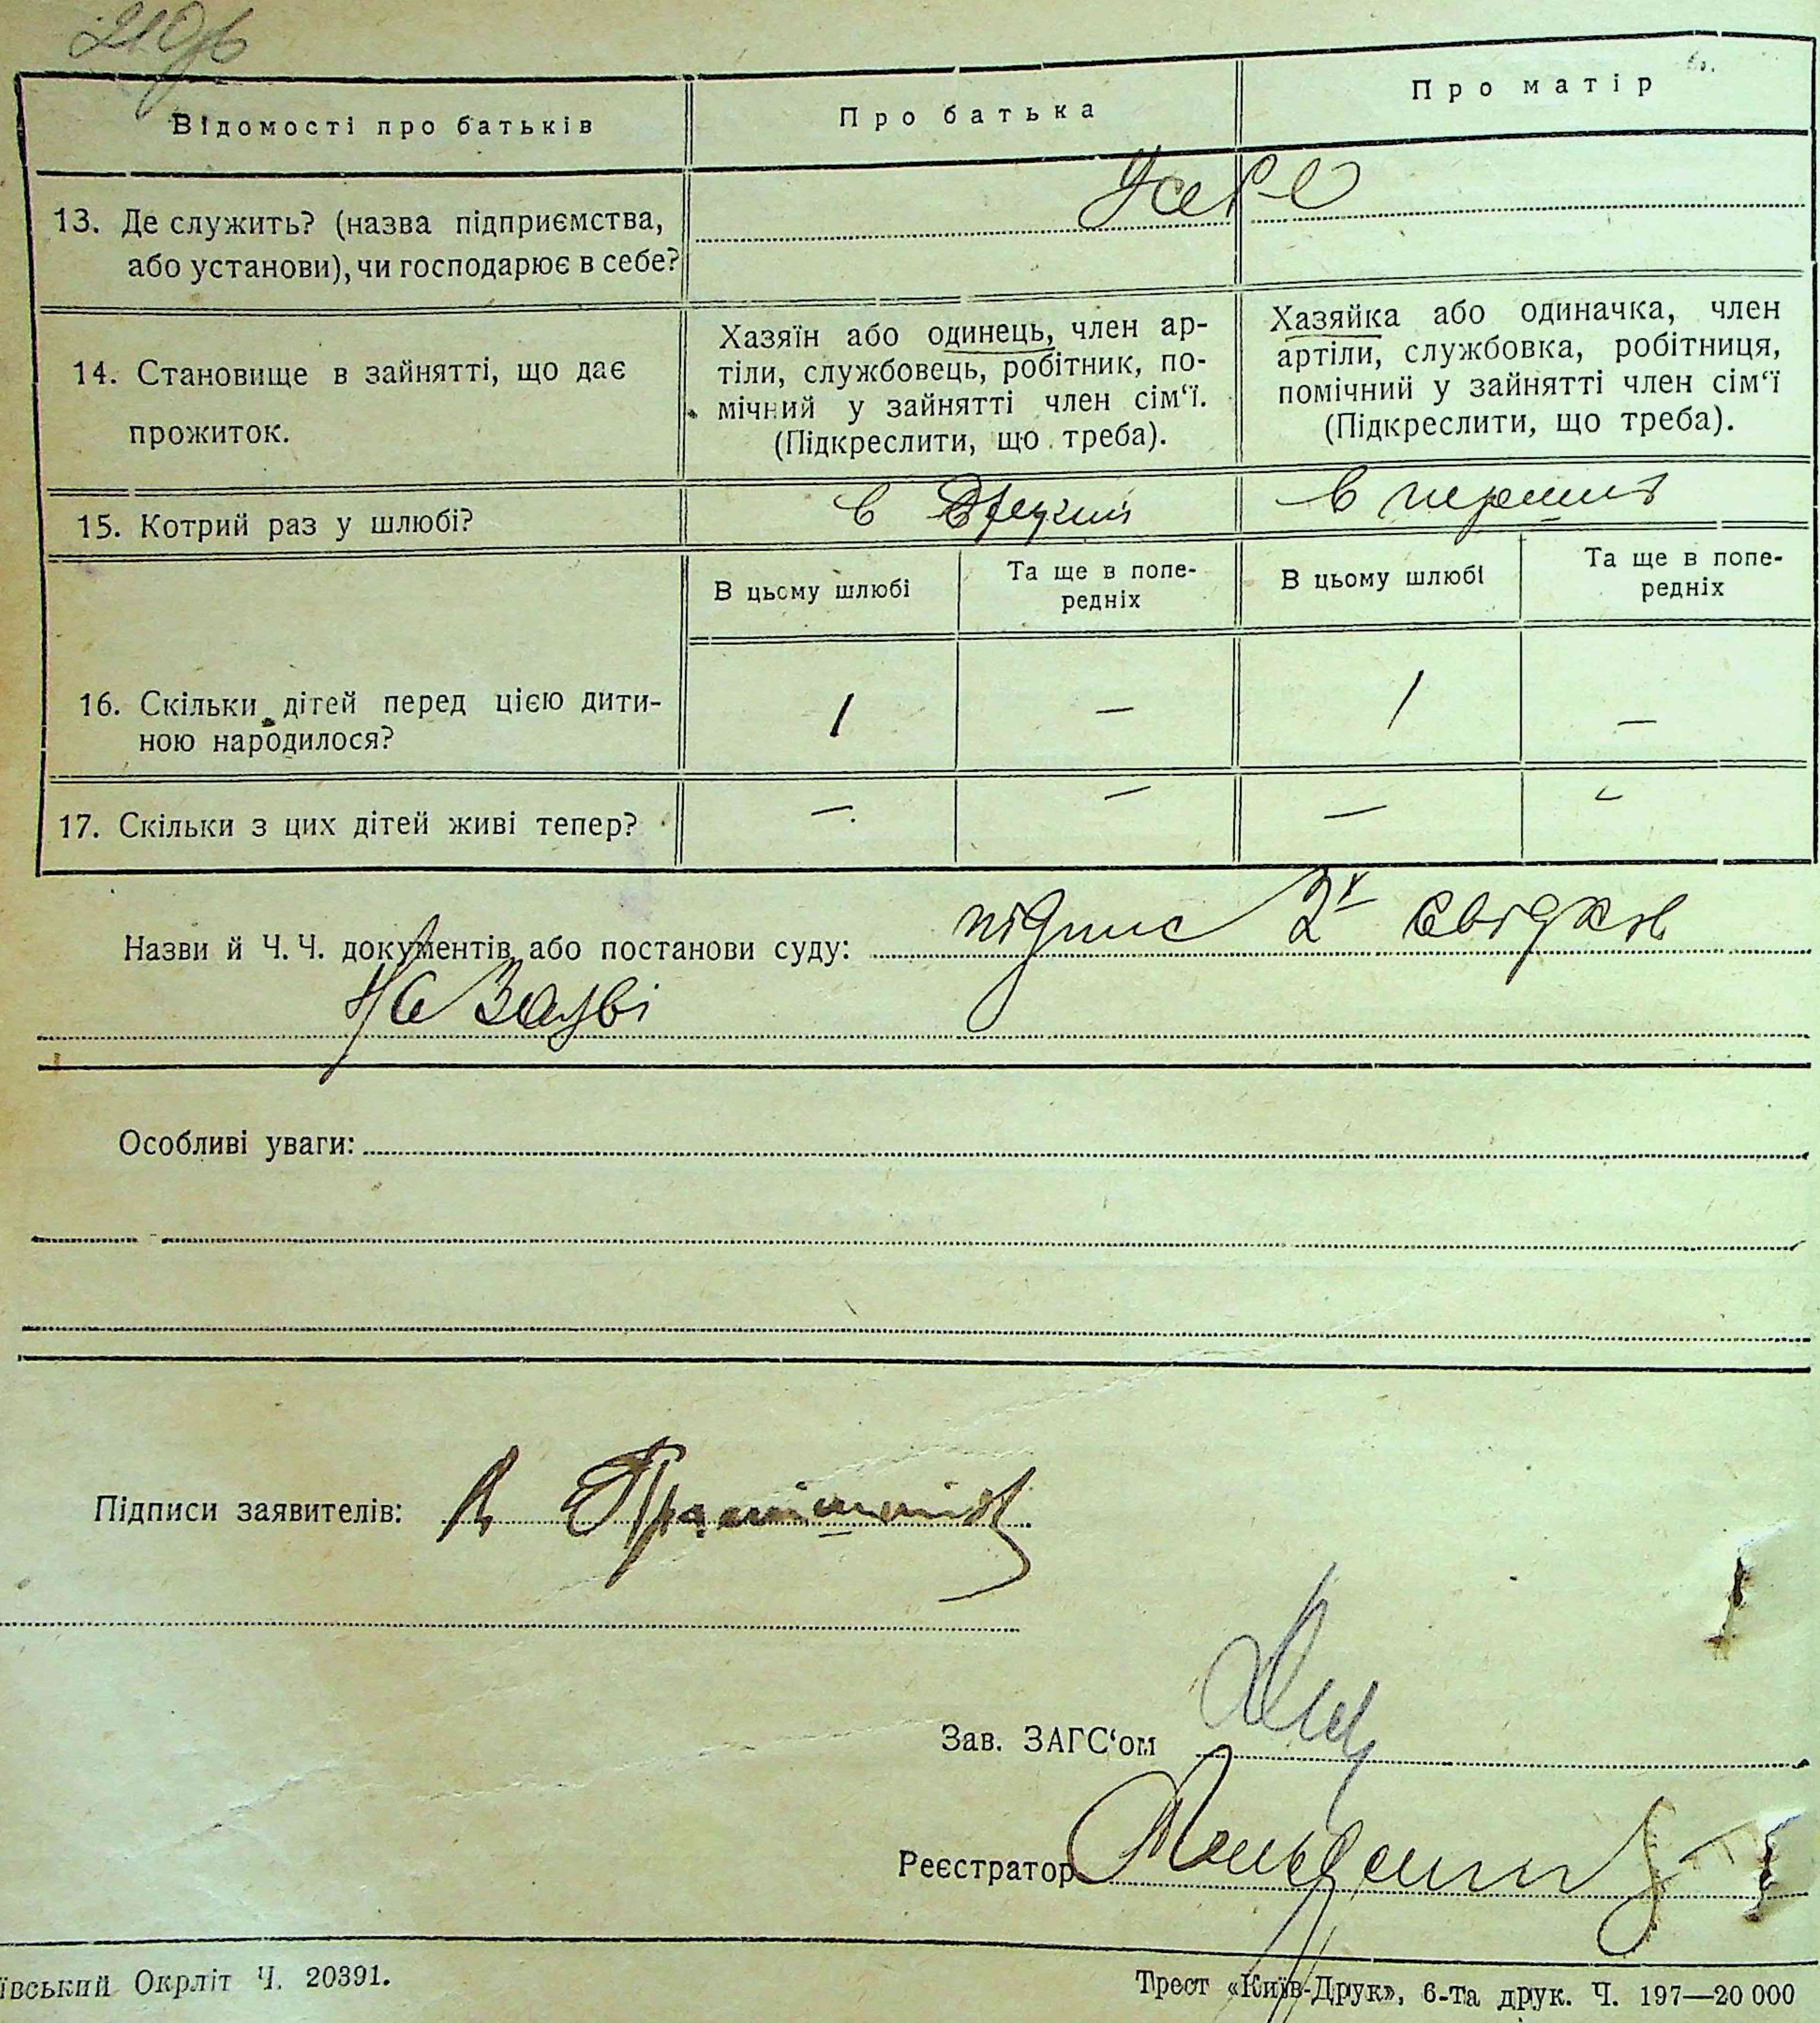 Відомості про батьків
Про батька
Про матір
13. Де служить? (назва підприємства,
або установи), чи господарює в себе?
14. Становище в зайнятті, що дає
прожиток.
Хазяїн або одинець, член ар-
тіли, службовець, робітник, по-
мічний у зайнятті член сім‘ї.
(Підкреслити, що треба).
Хазяйка або одиначка, член
артіли, службовка, робітниця,
помічний у зайнятті член сім‘ї
(Підкреслити, що треба).
15. Котрий раз у шлюбі?
в
в
В цьому шлюбі
Та ще в попе-
редніх
В цьому шлюбі
Та ще в попе-
редніх
16. Скільки дітей перед цією дити-
ною народилося?
1 — 1 —
17. Скільки з цих дітей живі тепер?
— — — —
Назви й Ч. Ч. документів або постанови суду: підпис 2х свідків
на заяві
Особливі уваги:
Підписи заявителів:
Зав. ЗАГС‘ом
Реєстратор
ївський Окрліт Ч. 20391.
Трест «Київ-Друк», 6-та друк. Ч. 197—20 000